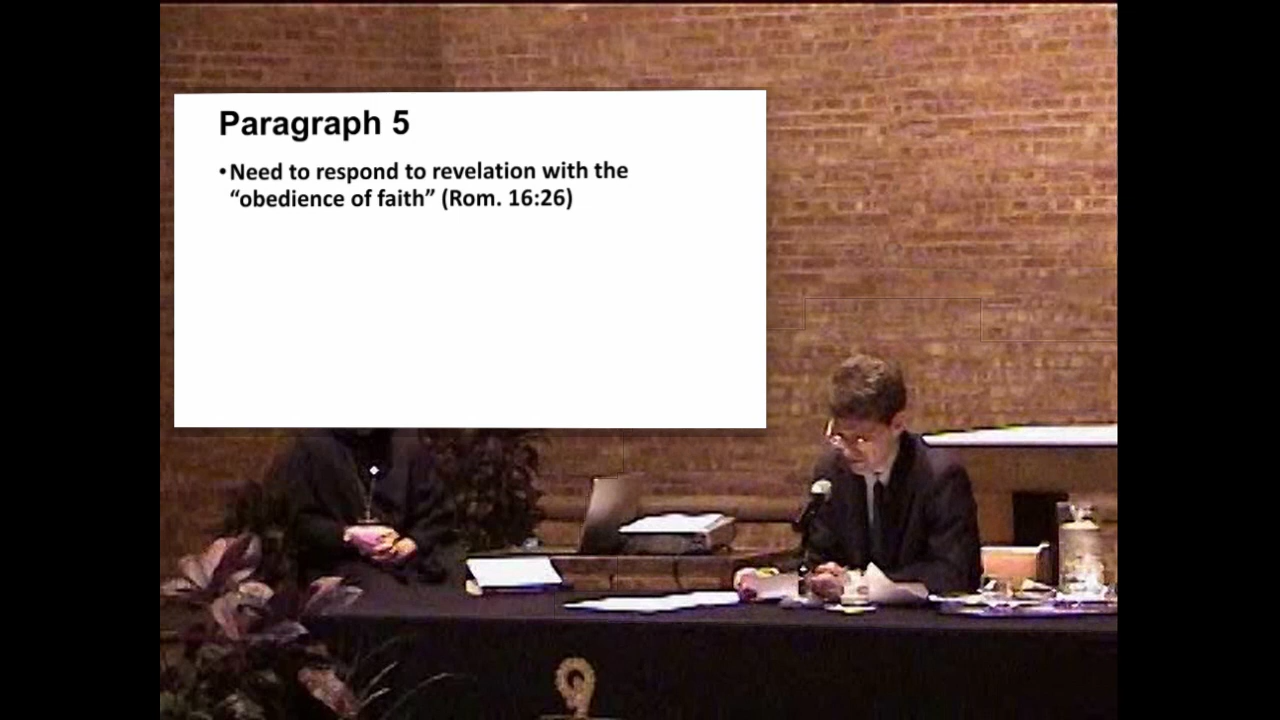 Paragraph 5
•Need to respond to revelation with the
“obedience of faith” (Rom. 16:26)